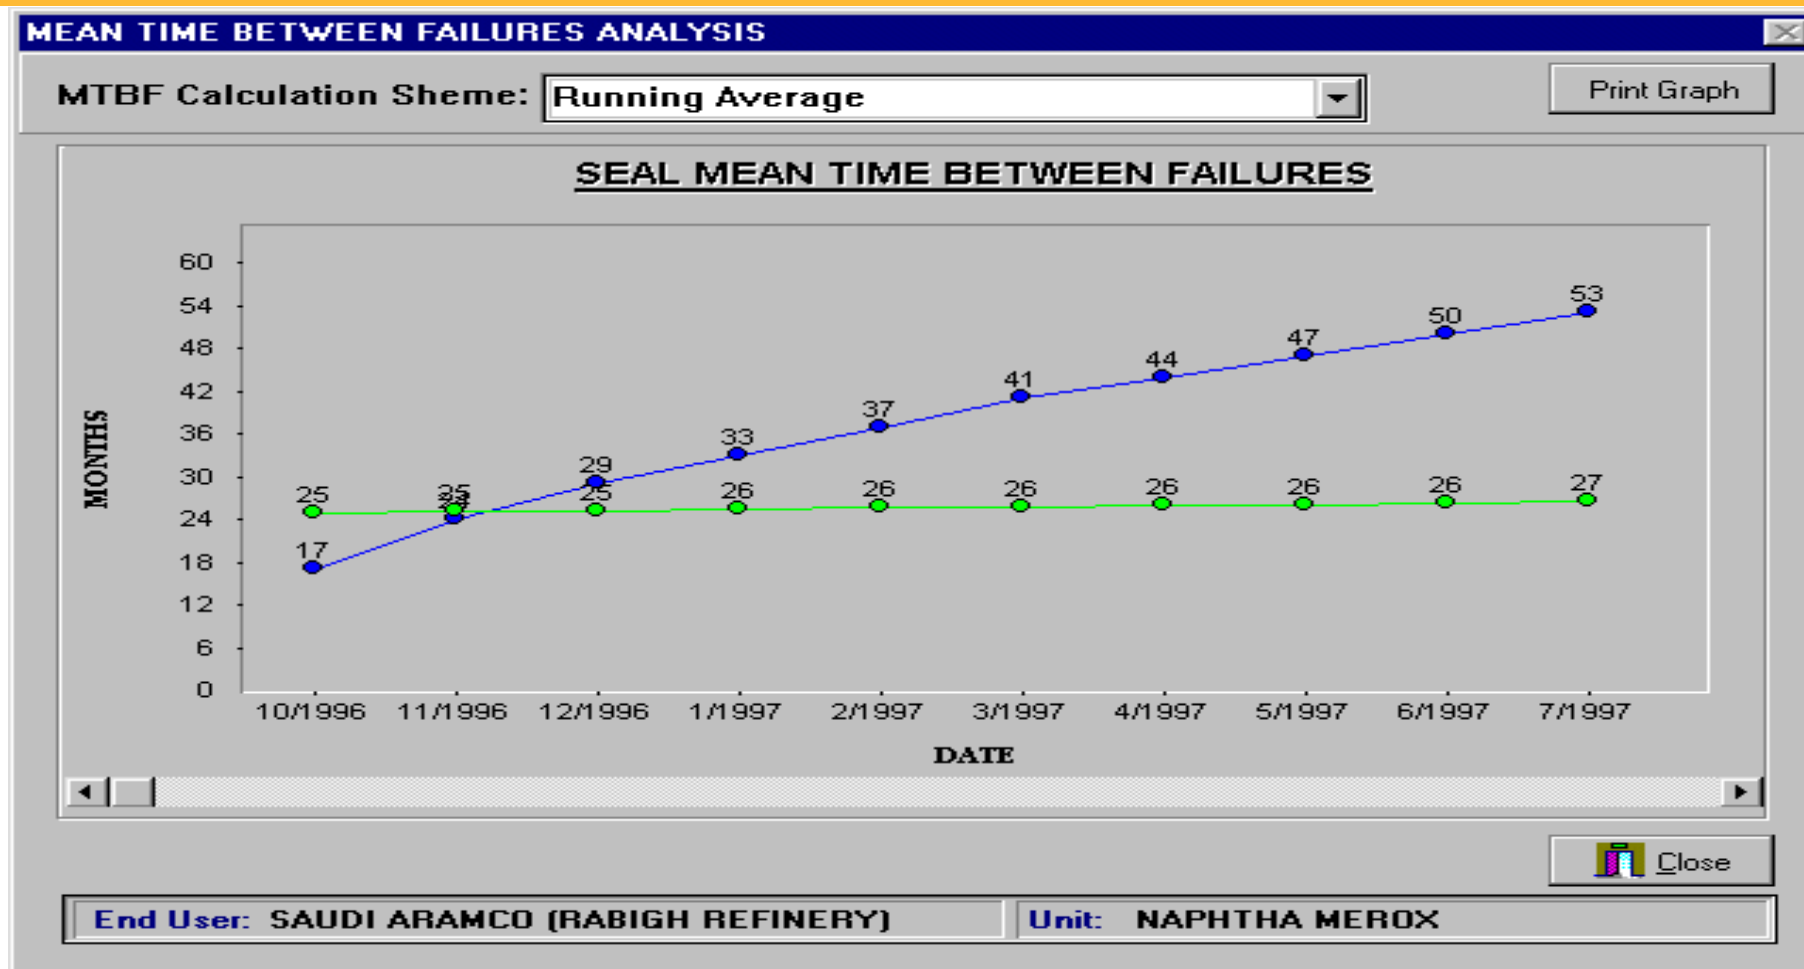 MEAN TIME BETWEEN FAILURES ANALYSIS
MTBF Calculation Sheme: Running Average
Print Graph
SEAL MEAN TIME BETWEEN FAILURES
60
54
48
42
36
30
24
18
12
6
0
MONTHS
17 24 29 33 37 41 44 47 50 53
25 25 25 26 26 26 26 26 26 27
10/1996 11/1996 12/1996 1/1997 2/1997 3/1997 4/1997 5/1997 6/1997 7/1997
DATE
Close
End User: SAUDI ARAMCO (RABIGH REFINERY) Unit: NAPHTHA MEROX